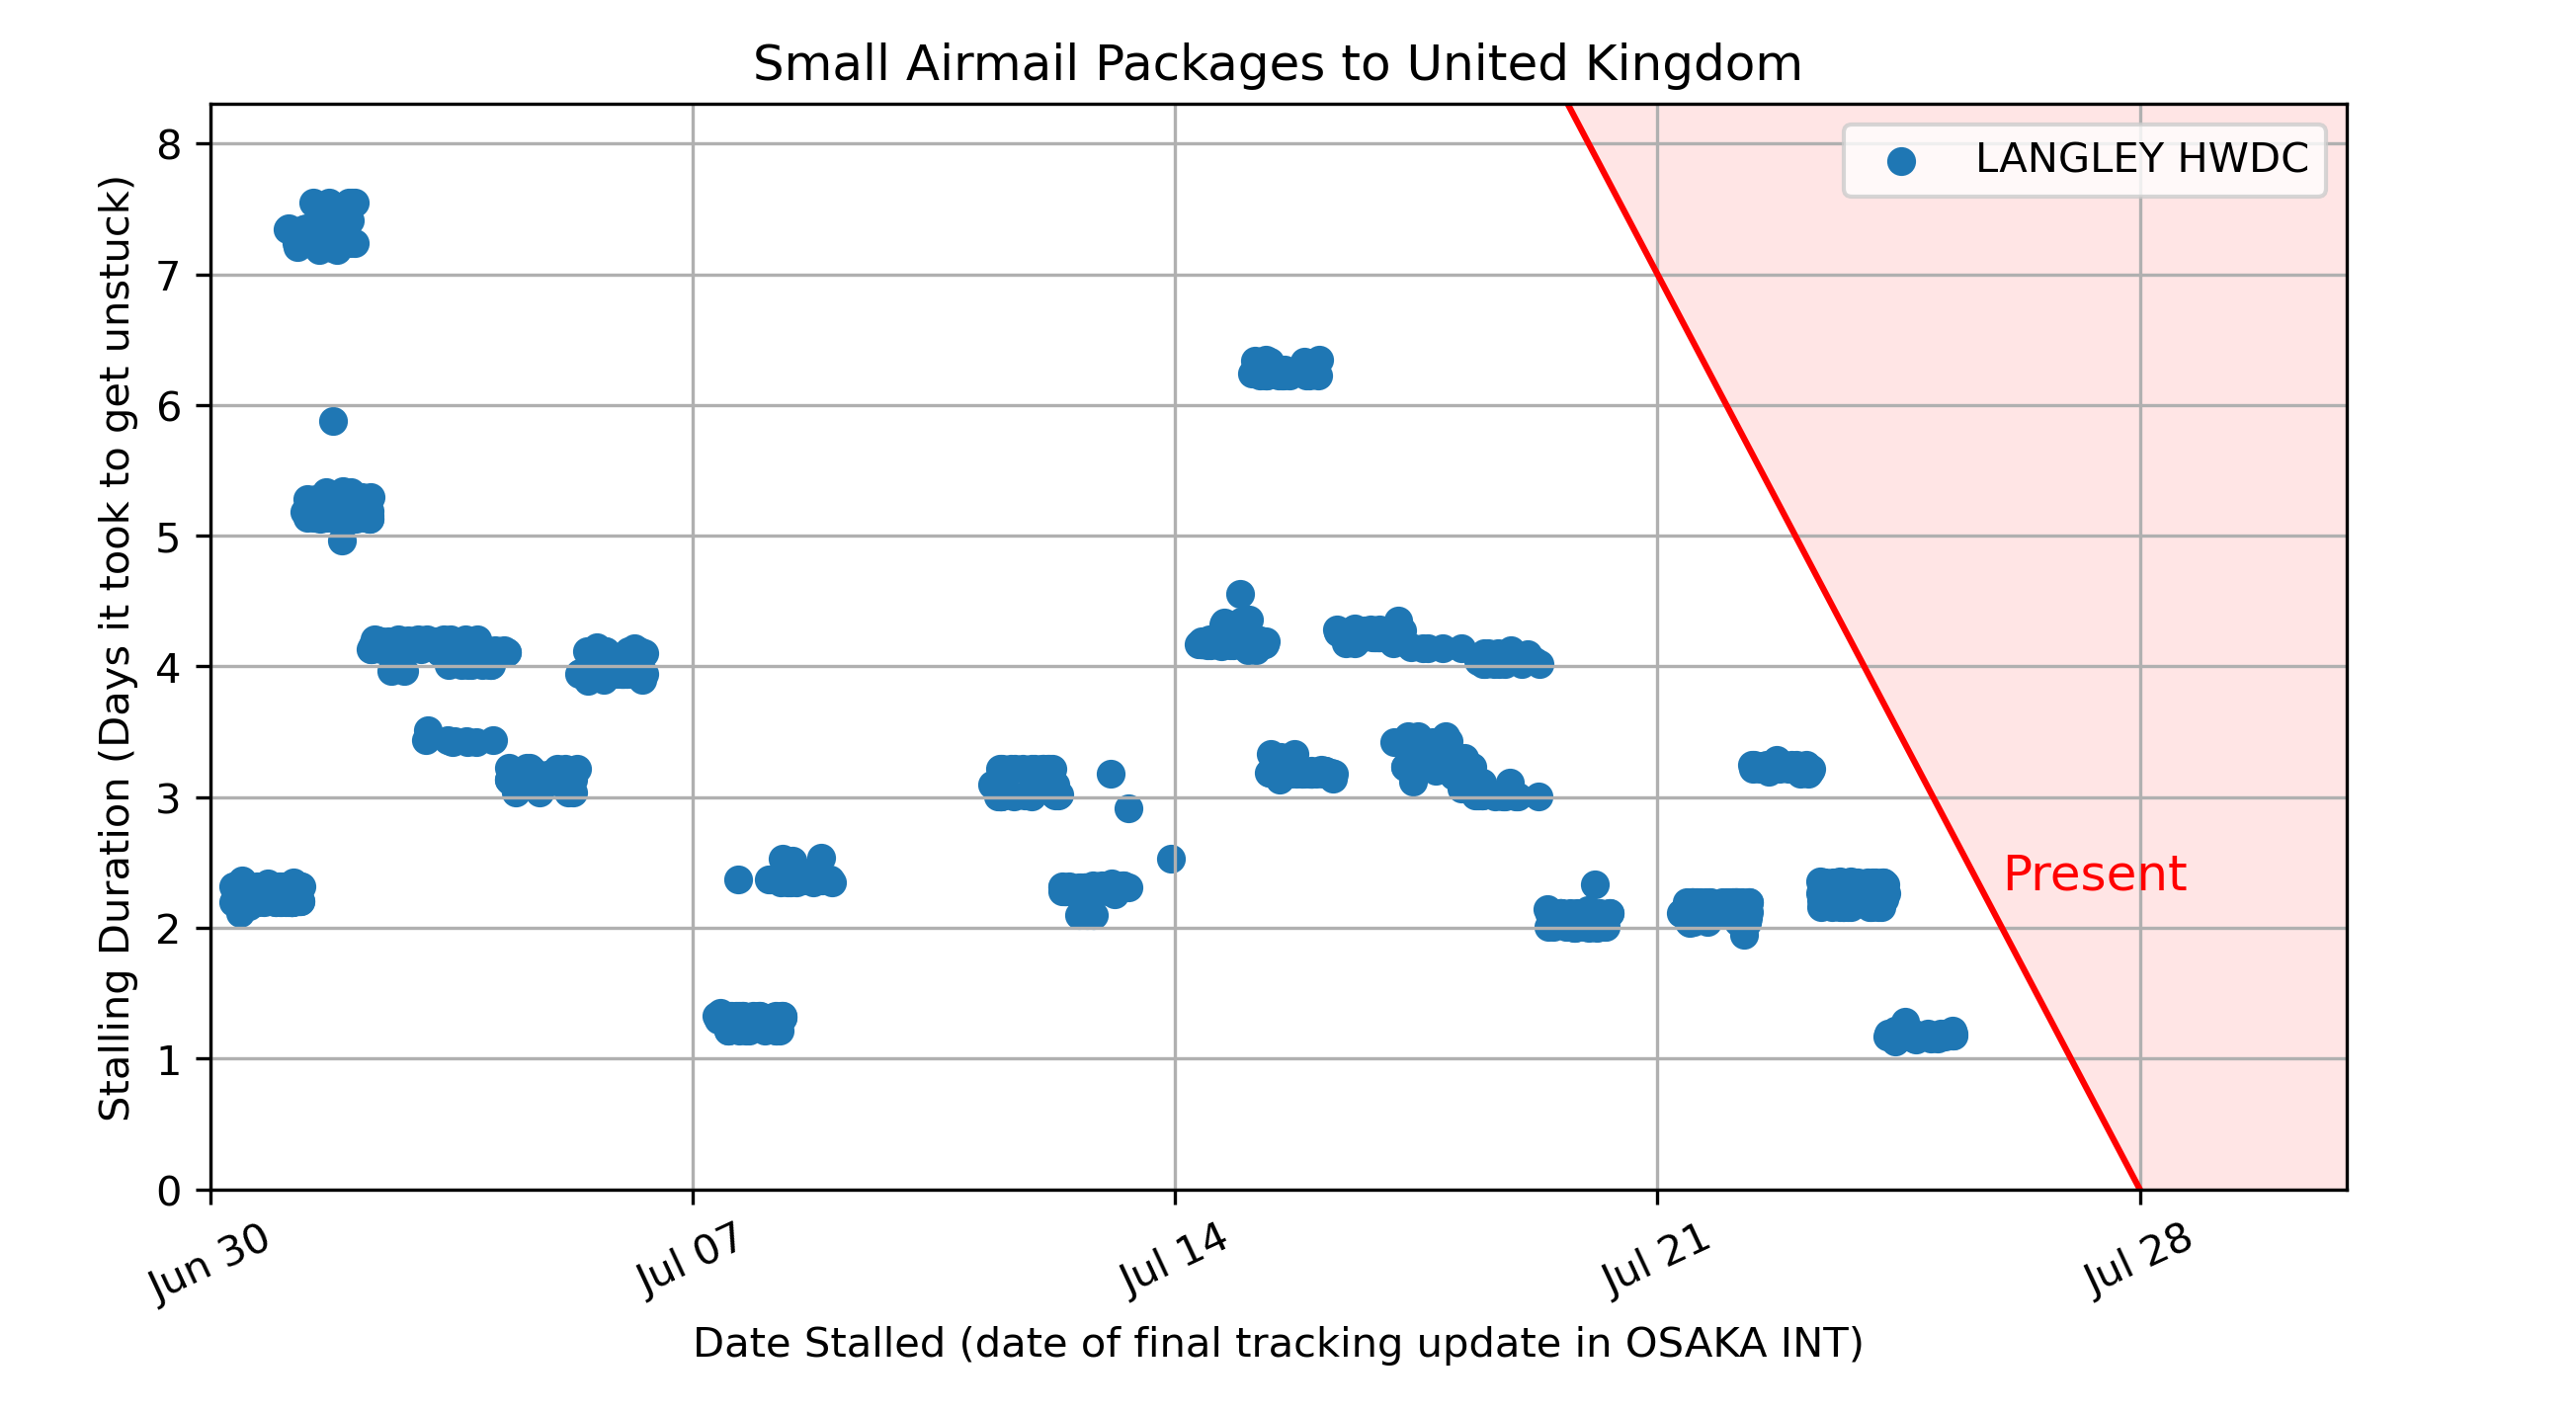 Small Airmail Packages to United Kingdom
LANGLEY HWDC
Stalling Duration (Days it took to get unstuck)
8
7
6
5
4
3
2
1
0
Present
Jun 30
Jul 07
Jul 14
Jul 21
Jul 28
Date Stalled (date of final tracking update in OSAKA INT)